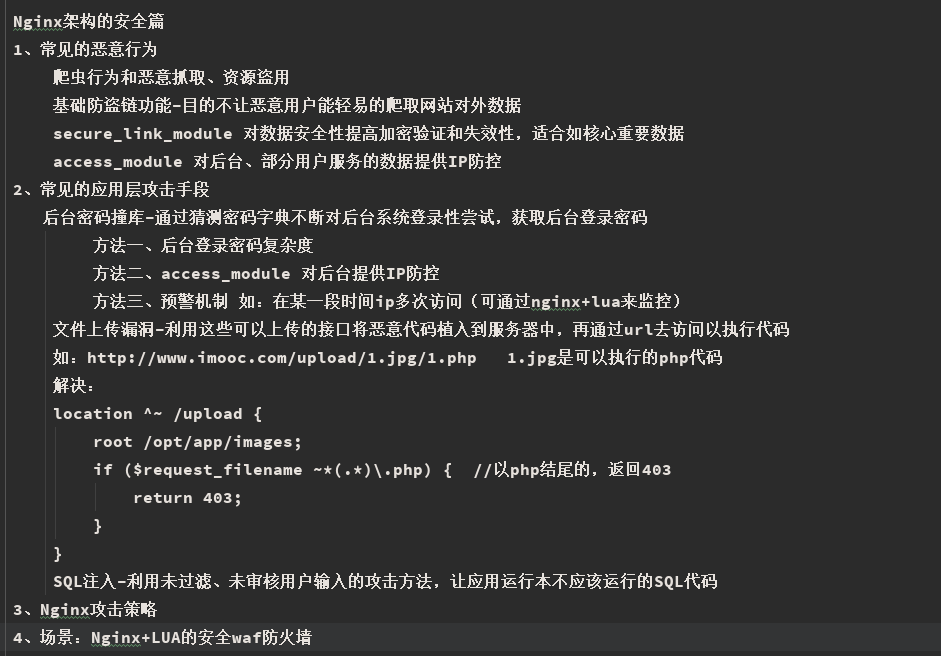 Nginx架构的安全篇
1、常见的恶意行为
爬虫行为和恶意抓取、资源盗用
基础防盗链功能-目的不让恶意用户能轻易的爬取网站对外数据
secure_link_module 对数据安全性提高加密验证和失效性，适合如核心重要数据
access_module 对后台、部分用户服务的数据提供IP防控
2、常见的应用层攻击手段
后台密码撞库-通过猜测密码字典不断对后台系统登录性尝试，获取后台登录密码
方法一、后台登录密码复杂度
方法二、access_module 对后台提供IP防控
方法三、预警机制 如：在某一段时间ip多次访问（可通过nginx+lua来监控）
文件上传漏洞-利用这些可以上传的接口将恶意代码植入到服务器中，再通过url去访问以执行代码
如：http://www.imooc.com/upload/1.jpg/1.php   1.jpg是可以执行的php代码
解决：
location ^~ /upload {
root /opt/app/images;
if ($request_filename ~*(.*)\.php) {  //以php结尾的，返回403
return 403;
}
}
SQL注入-利用未过滤、未审核用户输入的攻击方法，让应用运行本不应该运行的SQL代码
3、Nginx攻击策略
4、场景：Nginx+LUA的安全waf防火墙